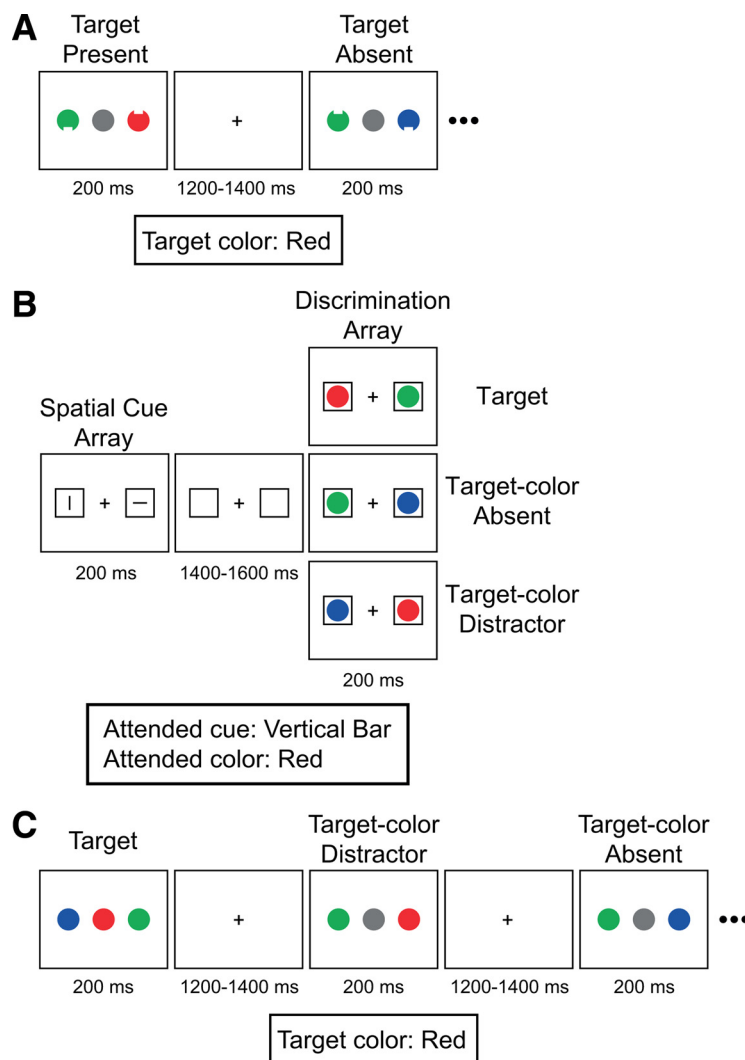 A
Target
Present
Target
Absent
+
•••
200 ms
1200-1400 ms
200 ms
Target color: Red
B
Discrimination
Array
+
Target
Spatial Cue
Array
+
+
+
Target-color
Absent
200 ms
1400-1600 ms
+
Target-color
Distractor
200 ms
Attended cue: Vertical Bar
Attended color: Red
C
Target
Target-color
Distractor
Target-color
Absent
+
+
•••
200 ms
1200-1400 ms
200 ms
1200-1400 ms
200 ms
Target color: Red